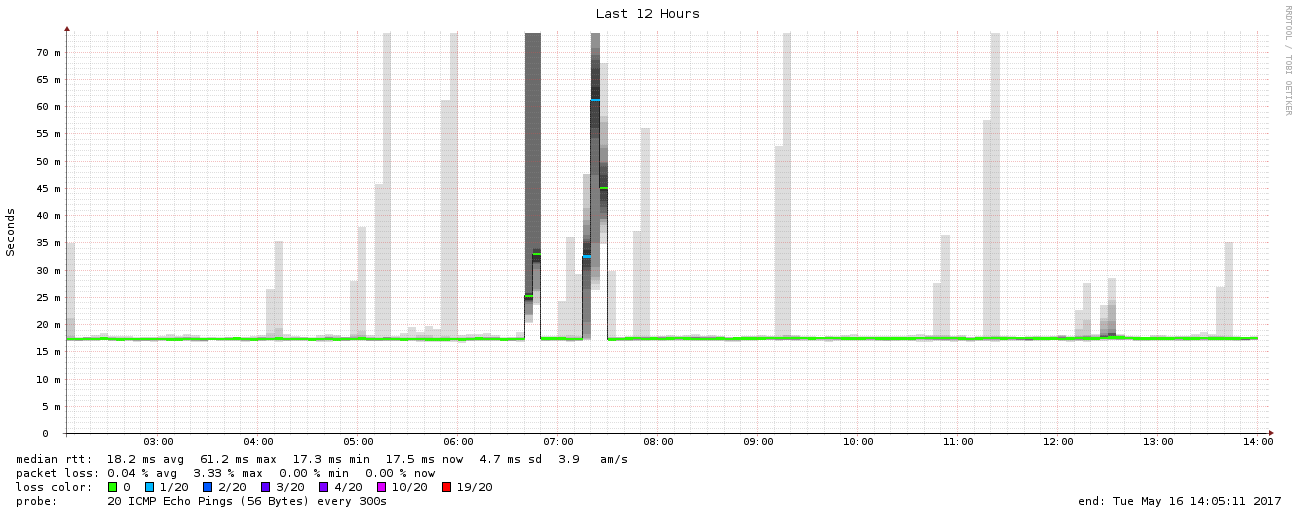 Last 12 Hours
RRDTOOL / TOBI OETIKER
Seconds
70 m
65 m
60 m
55 m
50 m
45 m
40 m
35 m
30 m
25 m
20 m
15 m
10 m
5 m
0
03:00 04:00 05:00 06:00 07:00 08:00 09:00 10:00 11:00 12:00 13:00 14:00
median rtt: 18.2 ms avg 61.2 ms max 17.3 ms min 17.5 ms now 4.7 ms sd 3.9 am/s
packet loss: 0.04 % avg 3.33 % max 0.00 % min 0.00 % now
loss color: 0 1/20 2/20 3/20 4/20 10/20 19/20
probe: 20 ICMP Echo Pings (56 Bytes) every 300s end: Tue May 16 14:05:11 2017